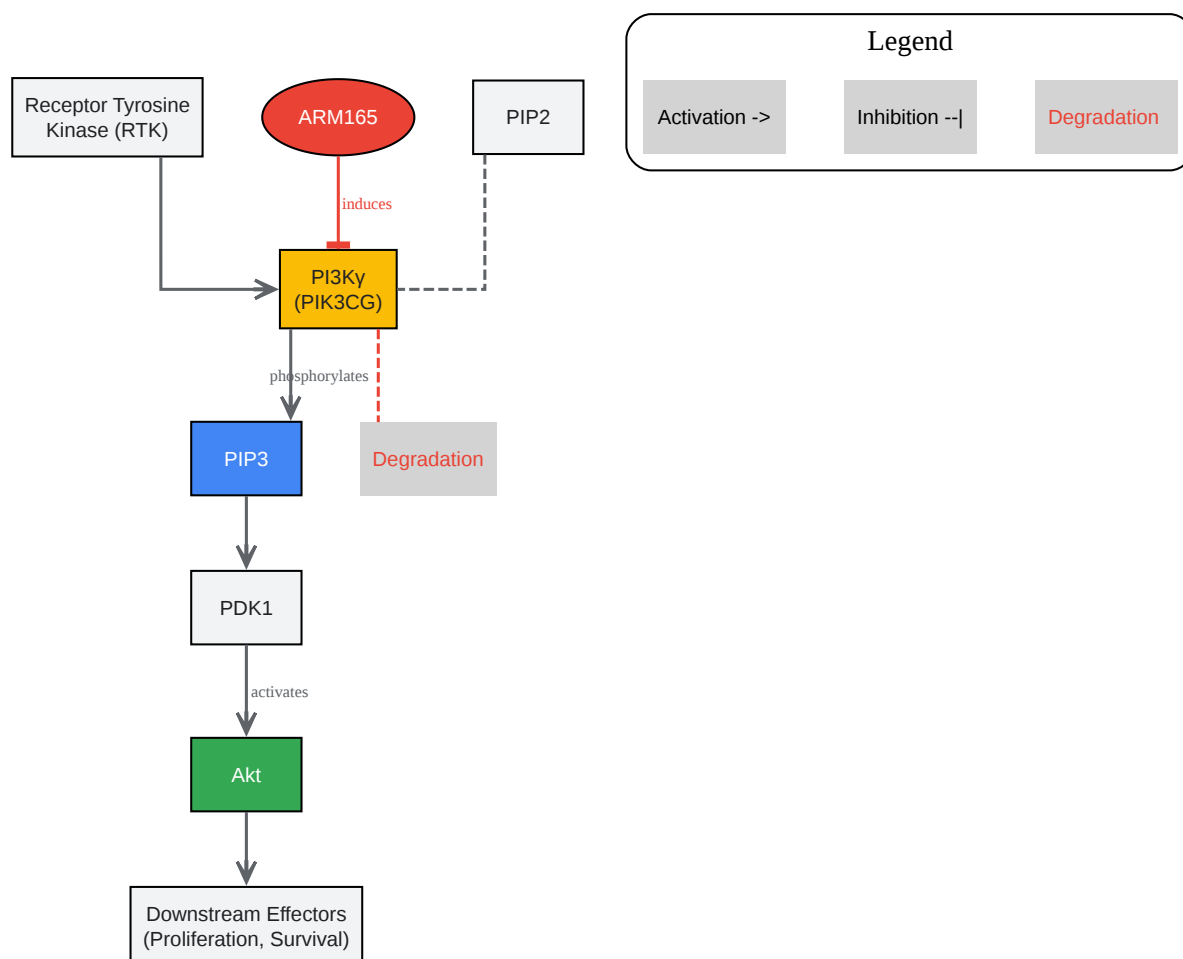 Legend
Receptor Tyrosine
Kinase (RTK)
ARM165
PIP2
Activation ->
Inhibition --|
Degradation
induces
PI3Kγ
(PIK3CG)
phosphorylates
PIP3
Degradation
PDK1
activates
Akt
Downstream Effectors
(Proliferation, Survival)